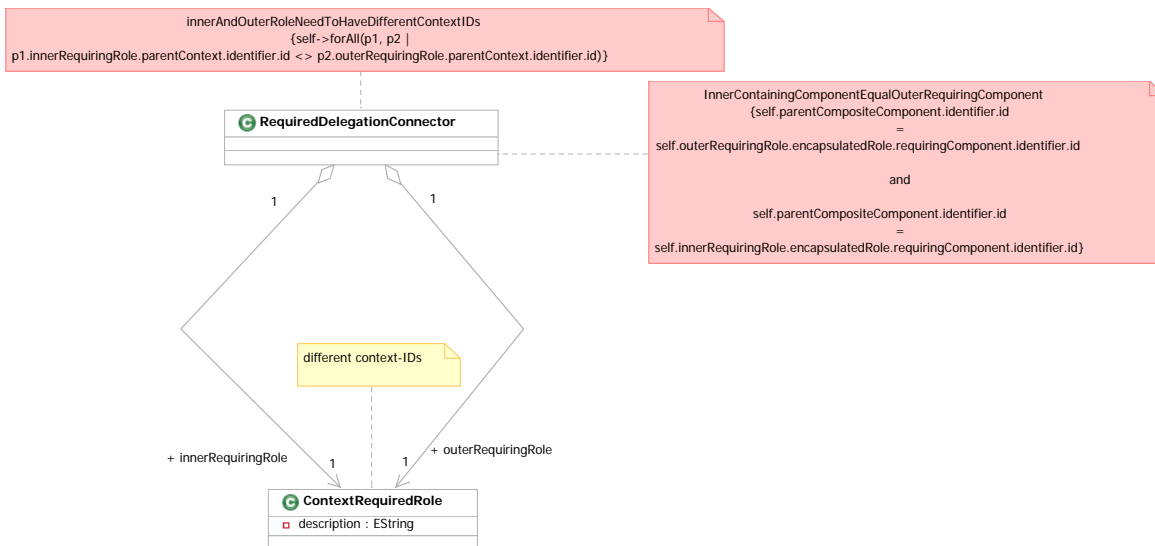 innerAndOuterRoleNeedToHaveDifferentContextIDs
{self->forAll(p1, p2 |
p1.innerRequiringRole.parentContext.identifier.id <> p2.outerRequiringRole.parentContext.identifier.id)}
InnerContainingComponentEqualOuterRequiringComponent
{self.parentCompositeComponent.identifier.id
=
self.outerRequiringRole.encapsulatedRole.requiringComponent.identifier.id
and
self.parentCompositeComponent.identifier.id
=
self.innerRequiringRole.encapsulatedRole.requiringComponent.identifier.id}
C RequiredDelegationConnector
1
1
different context-IDs
+ innerRequiringRole
1
1
+ outerRequiringRole
C ContextRequiredRole
description : EString